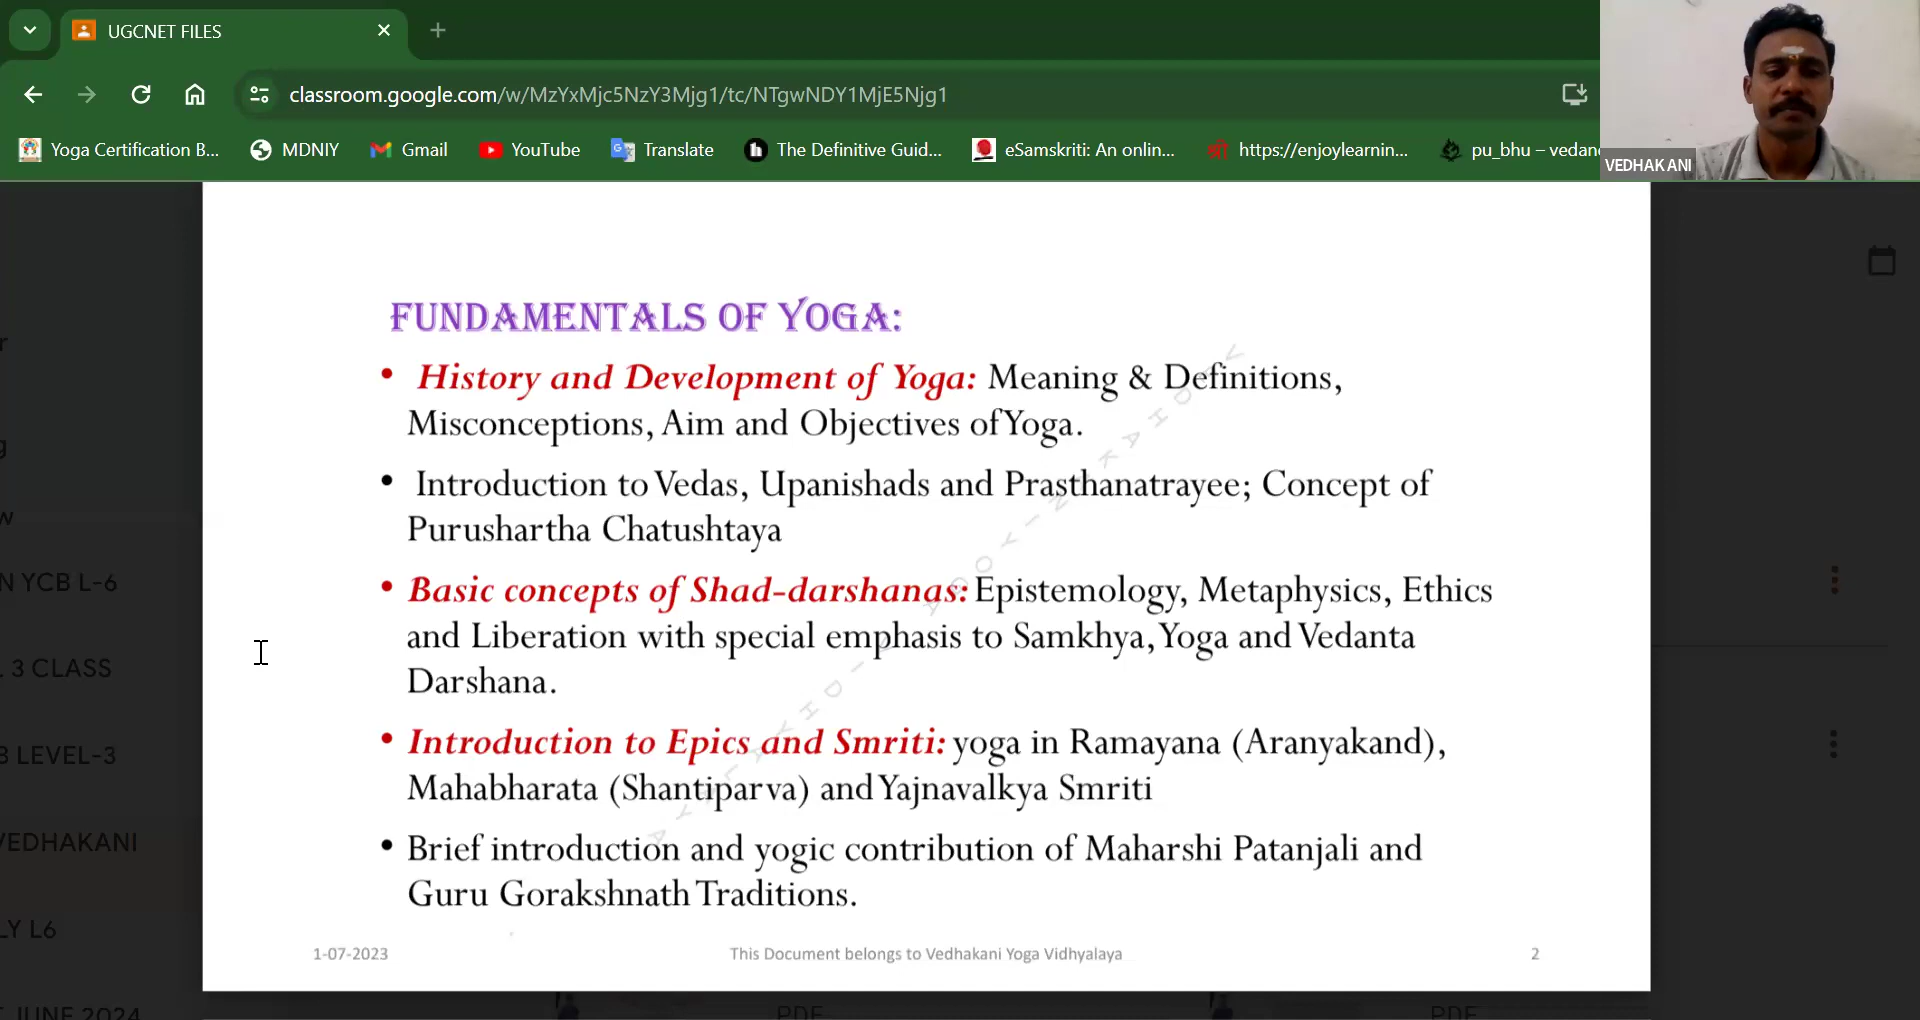 UGCNET FILES
classroom.google.com/w/MzYxMjc5NzY3Mjg1/tc/NTgwNDY1MjE5Njg1
Yoga Certification B... MDNIY Gmail YouTube Translate The Definitive Guid... eSamskriti: An onlin... https://enjoylearnin... pu_bhu – vedan
VEDHAKANI
FUNDAMENTALS OF YOGA:
• History and Development of Yoga: Meaning & Definitions,
Misconceptions, Aim and Objectives of Yoga.
• Introduction to Vedas, Upanishads and Prasthanatrayee; Concept of
Purushartha Chatushtaya
• Basic concepts of Shad-darshanas: Epistemology, Metaphysics, Ethics
and Liberation with special emphasis to Samkhya, Yoga and Vedanta
Darshana.
• Introduction to Epics and Smriti: yoga in Ramayana (Aranyakand),
Mahabharata (Shantiparva) and Yajnavalkya Smriti
• Brief introduction and yogic contribution of Maharshi Patanjali and
Guru Gorakshnath Traditions.
1-07-2023 This Document belongs to Vedhakani Yoga Vidhyalaya 2
VEDHAKANI YOGA VIDHYALAYA
N YCB L-6
3 CLASS
LEVEL-3
VEDHAKANI
LY L6
JUNE 2024
PDF PDF